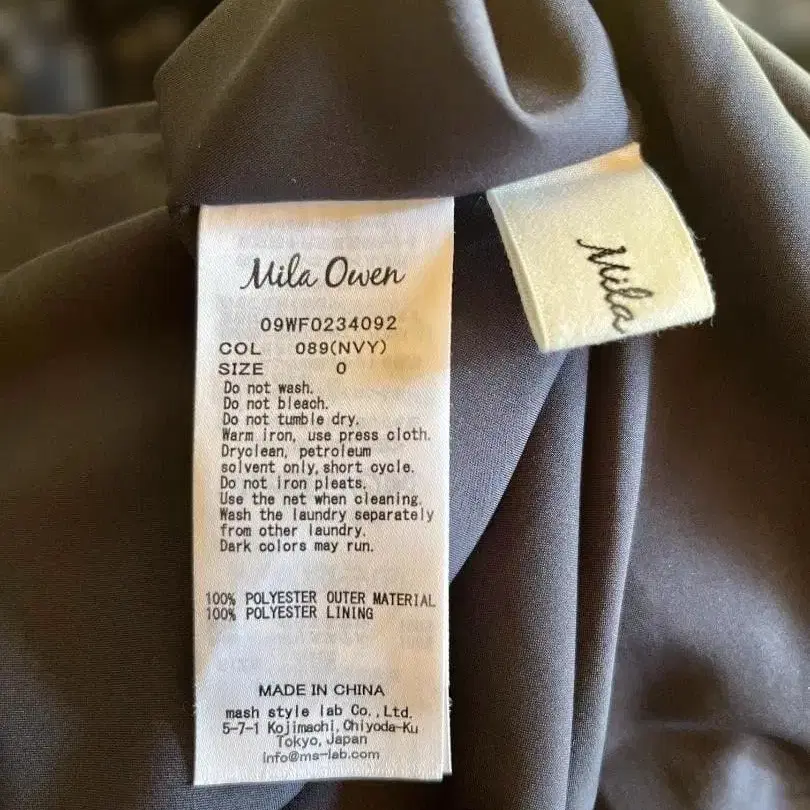 Mila Owen
09WF0234092
COL 089(NVY)
SIZE 0
Do not wash.
Do not bleach.
Do not tumble dry.
Warm iron, use press cloth.
Dryclean, petroleum
solvent only,short cycle.
Do not iron pleats.
Use the net when cleaning.
Wash the laundry separately
from other laundry.
Dark colors may run.
100% POLYESTER OUTER MATERIAL
100% POLYESTER LINING
MADE IN CHINA
mash style lab Co.,Ltd.
5-7-1 Kojimachi,Chiyoda-Ku
Tokyo, Japan
info@ms-lab.com
Mila